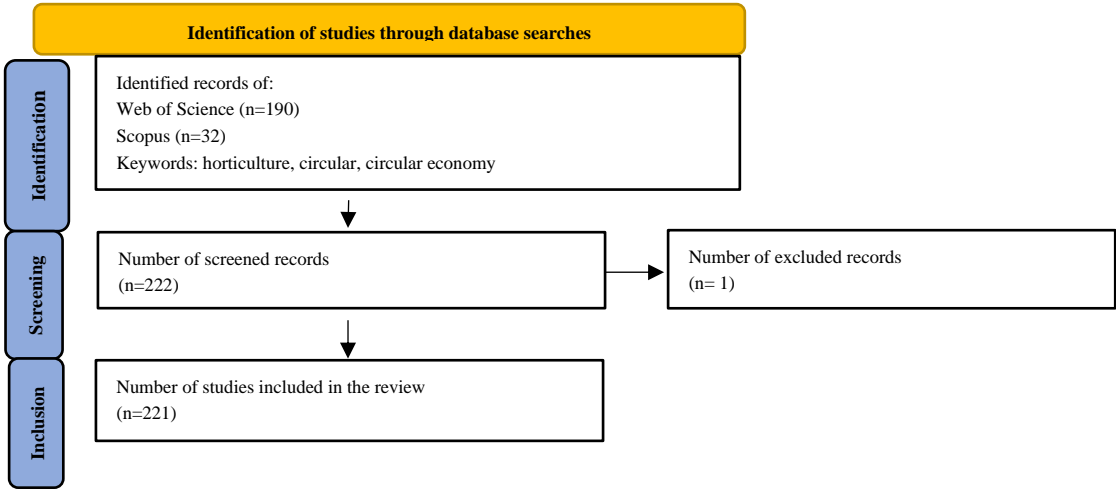 Identification of studies through database searches
Identification
Identified records of:
Web of Science (n=190)
Scopus (n=32)
Keywords: horticulture, circular, circular economy
Screening
Number of screened records
(n=222)
Number of excluded records
(n= 1)
Inclusion
Number of studies included in the review
(n=221)